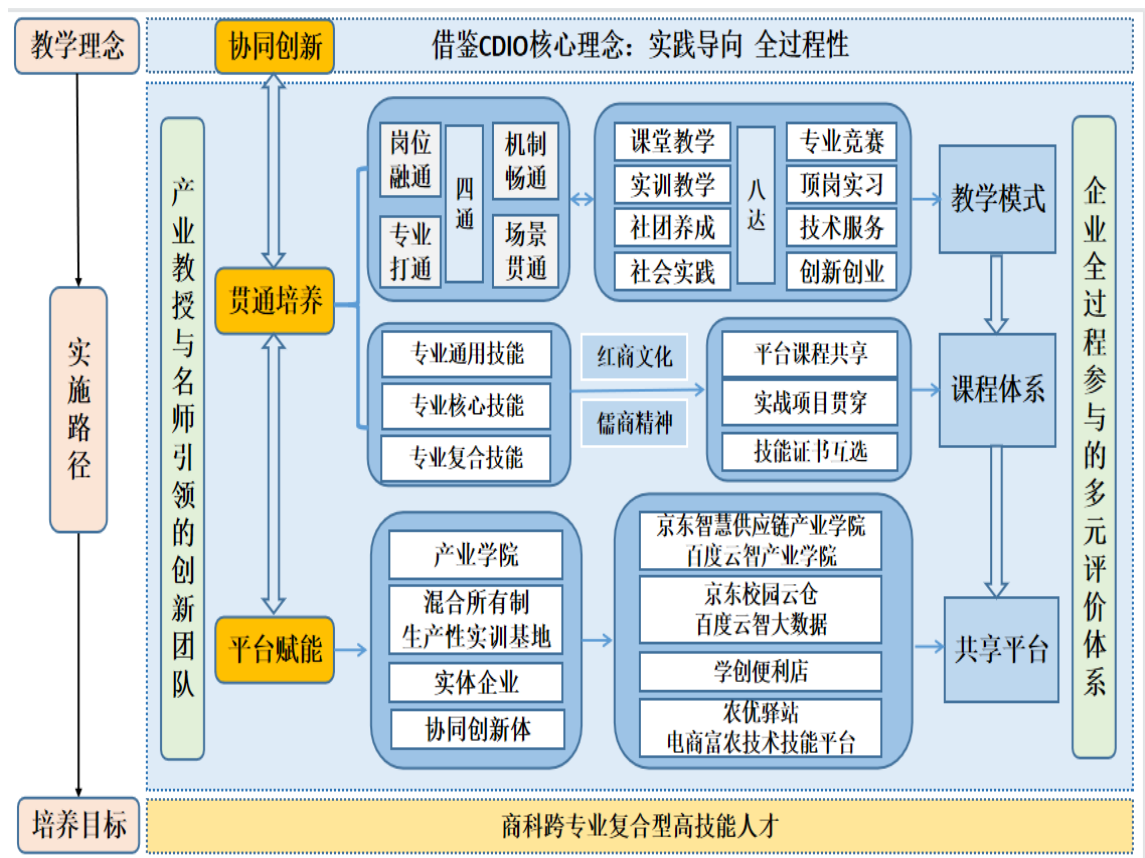 教学理念
协同创新
借鉴CDIO核心理念：实践导向 全过程性
实施路径
产业教授与名师引领的创新团队
贯通培养
岗位
融通
专业
打通
四通
机制
畅通
场景
贯通
课堂教学
实训教学
社团养成
社会实践
八达
专业竞赛
顶岗实习
技术服务
创新创业
教学模式
专业通用技能
专业核心技能
专业复合技能
红商文化
儒商精神
平台课程共享
实战项目贯穿
技能证书互选
课程体系
平台赋能
产业学院
混合所有制
生产性实训基地
实体企业
协同创新体
京东智慧供应链产业学院
百度云智产业学院
京东校园云仓
百度云智大数据
学创便利店
农优驿站
电商富农技术技能平台
共享平台
企业全过程参与的多元评价体系
培养目标
商科跨专业复合型高技能人才